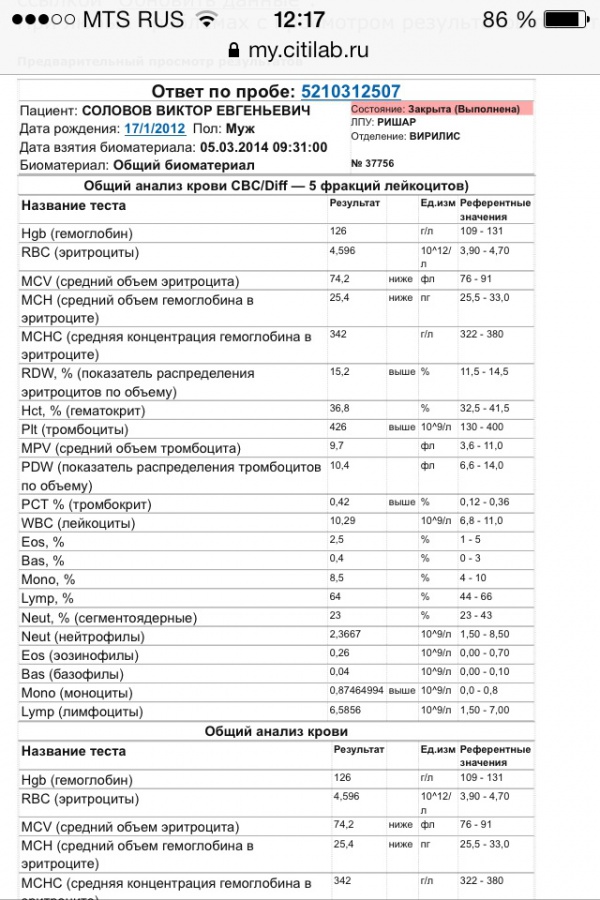 ●●●○○ MTS RUS 12:17 86 %
my.citilab.ru
Предварительный просмотр результатов
Ответ по пробе: 5210312507
Пациент: СОЛОВОВ ВИКТОР ЕВГЕНЬЕВИЧ Состояние: Закрыта (Выполнена)
Дата рождения: 17/1/2012 Пол: Муж ЛПУ: РИШАР
Дата взятия биоматериала: 05.03.2014 09:31:00 Отделение: ВИРИЛИС
Биоматериал: Общий биоматериал № 37756
Общий анализ крови CBC/Diff — 5 фракций лейкоцитов)
Название теста Результат Ед.изм Референтные
значения
Hgb (гемоглобин) 126 г/л 109 - 131
RBC (эритроциты) 4,596 10^12/ 3,90 - 4,70
л
MCV (средний объем эритроцита) 74,2 ниже фл 76 - 91
MCH (средний объем гемоглобина в 25,4 ниже пг 25,5 - 33,0
эритроците)
MCHC (средняя концентрация гемоглобина в 342 г/л 322 - 380
эритроците)
RDW, % (показатель распределения 15,2 выше % 11,5 - 14,5
эритроцитов по объему)
Hct, % (гематокрит) 36,8 % 32,5 - 41,5
Plt (тромбоциты) 426 выше 10^9/л 130 - 400
MPV (средний объем тромбоцита) 9,7 фл 3,6 - 11,0
PDW (показатель распределения тромбоцитов 10,4 фл 6,6 - 14,0
по объему)
PCT % (тромбокрит) 0,42 выше % 0,12 - 0,36
WBC (лейкоциты) 10,29 10^9/л 6,8 - 11,0
Eos, % 2,5 % 1 - 5
Bas, % 0,4 % 0 - 3
Mono, % 8,5 % 4 - 10
Lymp, % 64 % 44 - 66
Neut, % (сегментоядерные) 23 % 23 - 43
Neut (нейтрофилы) 2,3667 10^9/л 1,50 - 8,50
Eos (эозинофилы) 0,26 10^9/л 0,00 - 0,70
Bas (базофилы) 0,04 10^9/л 0,00 - 0,10
Mono (моноциты) 0,87464994 выше 10^9/л 0,0 - 0,8
Lymp (лимфоциты) 6,5856 10^9/л 1,50 - 7,00
Общий анализ крови
Название теста Результат Ед.изм Референтные
значения
Hgb (гемоглобин) 126 г/л 109 - 131
RBC (эритроциты) 4,596 10^12/ 3,90 - 4,70
л
MCV (средний объем эритроцита) 74,2 ниже фл 76 - 91
MCH (средний объем гемоглобина в 25,4 ниже пг 25,5 - 33,0
эритроците)
MCHC (средняя концентрация гемоглобина в 342 г/л 322 - 380